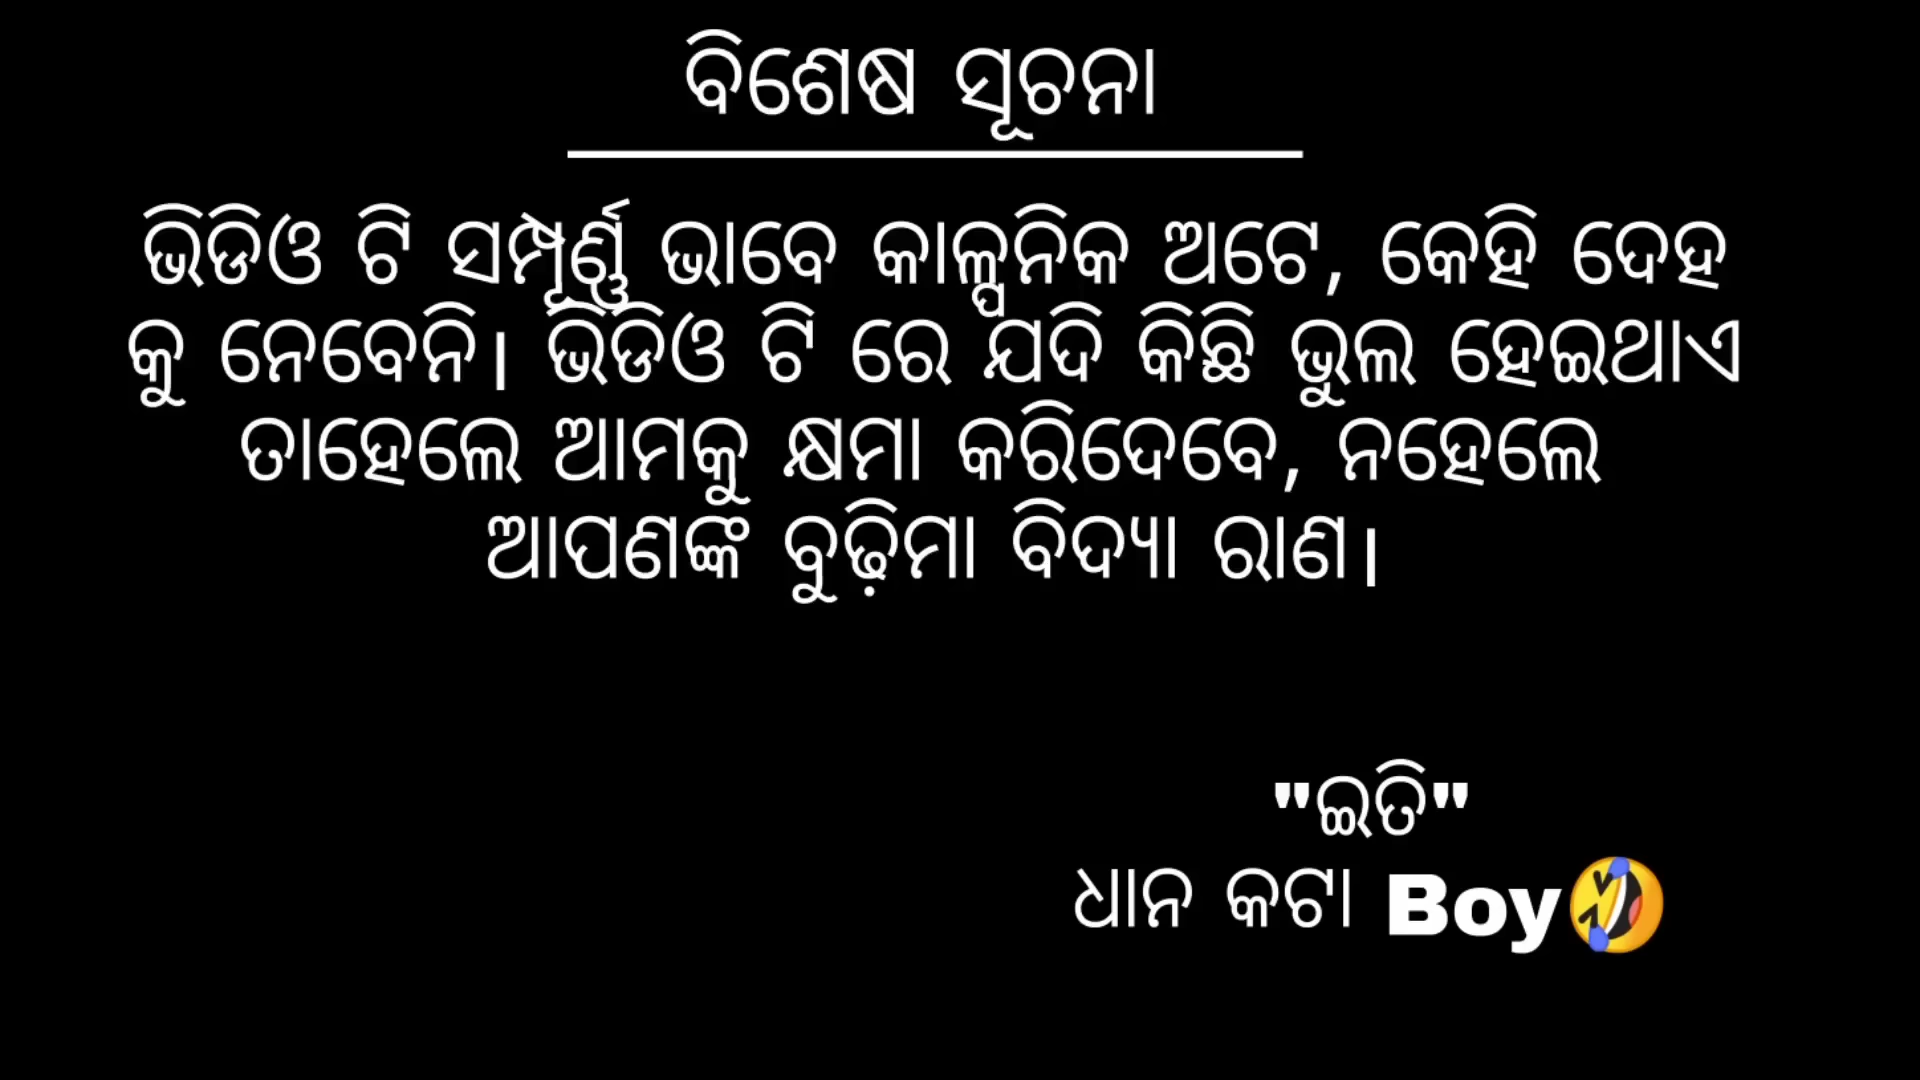 ବିଶେଷ ସୂଚନା
ଭିଡିଓ ଟି ସମ୍ପୂର୍ଣ୍ଣ ଭାବେ କାଳ୍ପନିକ ଅଟେ, କେହି ଦେହ
କୁ ନେବେନି। ଭିଡିଓ ଟି ରେ ଯଦି କିଛି ଭୁଲ ହେଇଥାଏ
ତାହେଲେ ଆମକୁ କ୍ଷମା କରିଦେବେ, ନହେଲେ
ଆପଣଙ୍କ ବୁଢ଼ିମା ବିଦ୍ୟା ରାଣ।
"ଇତି"
ଧାନ କଟା Boy🤣